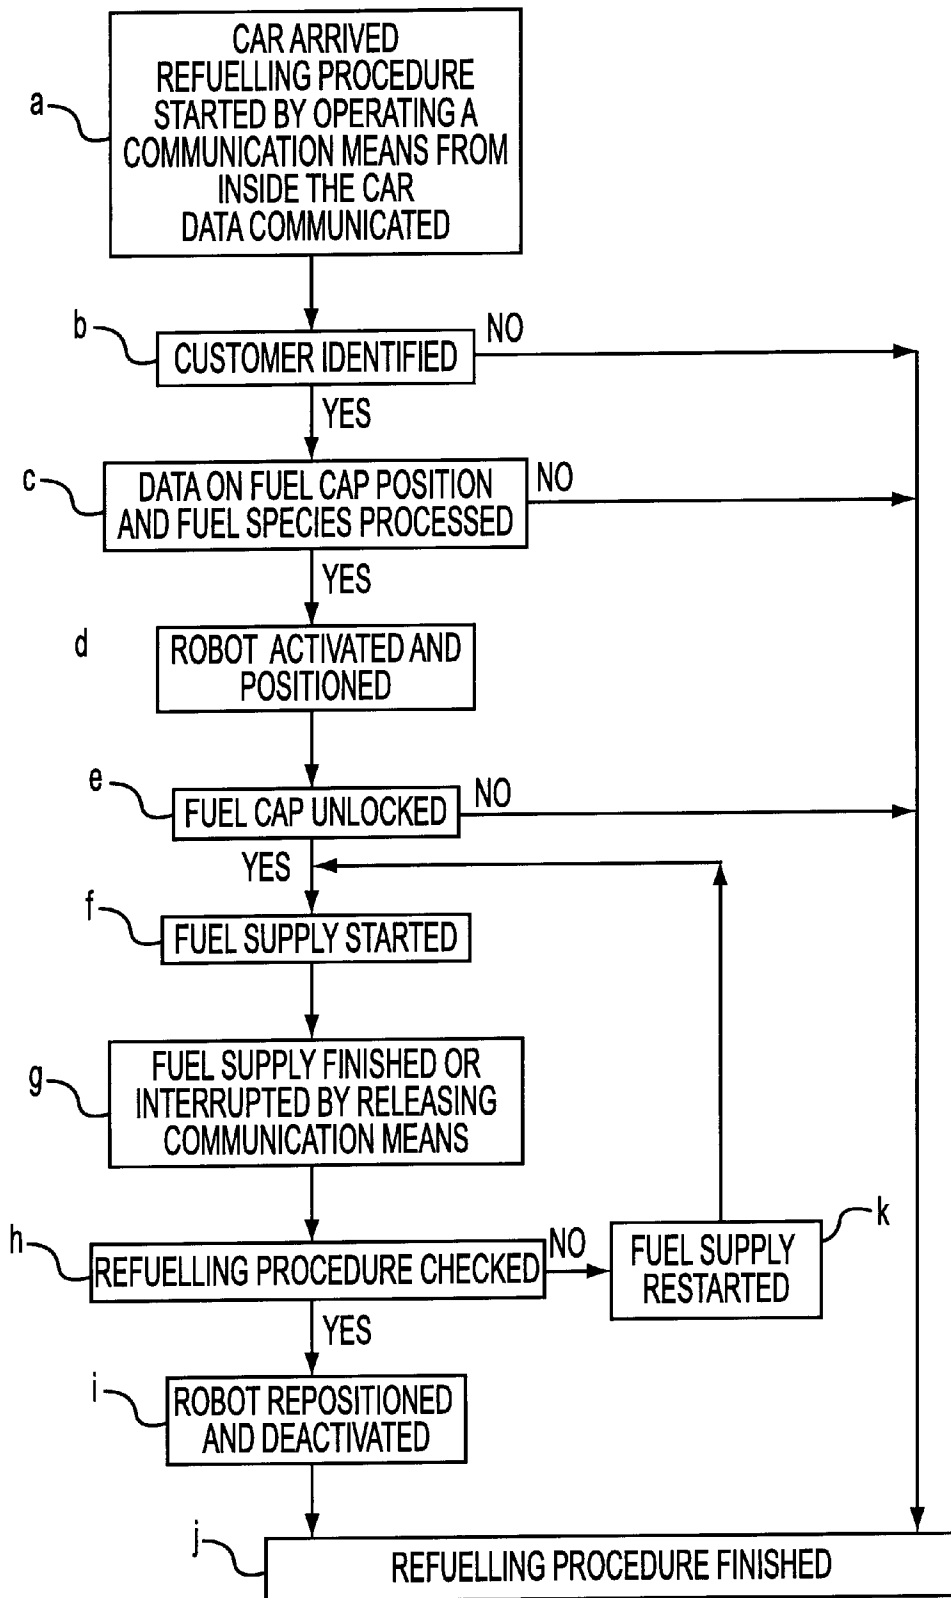 CAR ARRIVED
REFUELLING PROCEDURE
STARTED BY OPERATING A
COMMUNICATION MEANS FROM
INSIDE THE CAR
DATA COMMUNICATED
a
b
CUSTOMER IDENTIFIED
NO
YES
c
DATA ON FUEL CAP POSITION
AND FUEL SPECIES PROCESSED
NO
YES
d
ROBOT ACTIVATED AND
POSITIONED
e
FUEL CAP UNLOCKED
NO
YES
f
FUEL SUPPLY STARTED
g
FUEL SUPPLY FINISHED OR
INTERRUPTED BY RELEASING
COMMUNICATION MEANS
h
REFUELLING PROCEDURE CHECKED
NO
k
FUEL SUPPLY
RESTARTED
YES
i
ROBOT REPOSITIONED
AND DEACTIVATED
j
REFUELLING PROCEDURE FINISHED